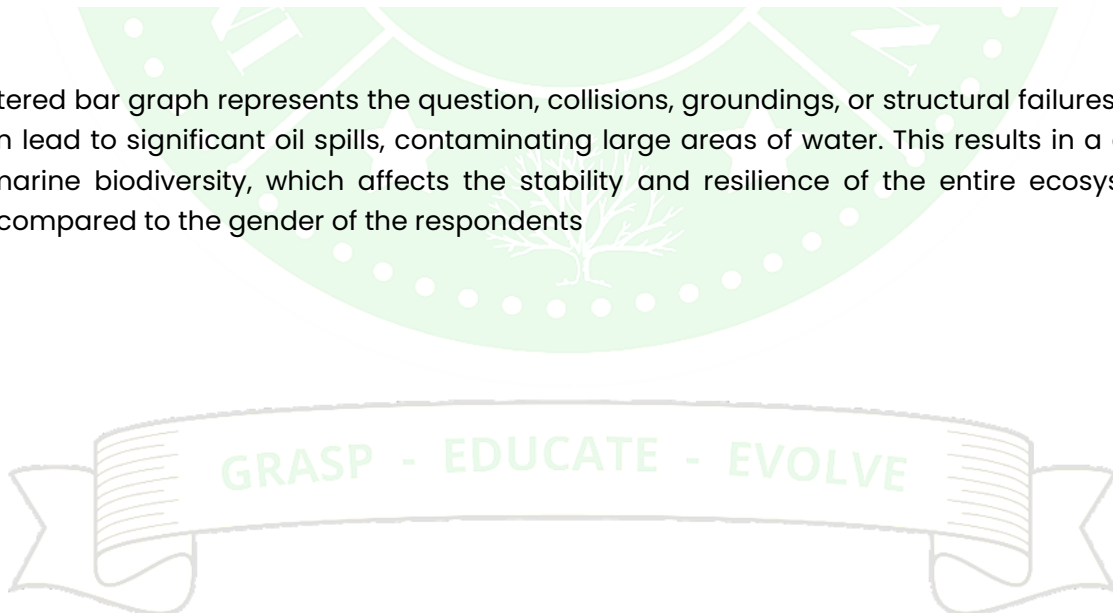 tered bar graph represents the question, collisions, groundings, or structural failures
n lead to significant oil spills, contaminating large areas of water. This results in a
marine biodiversity, which affects the stability and resilience of the entire ecosys
compared to the gender of the respondents
GRASP - EDUCATE - EVOLVE